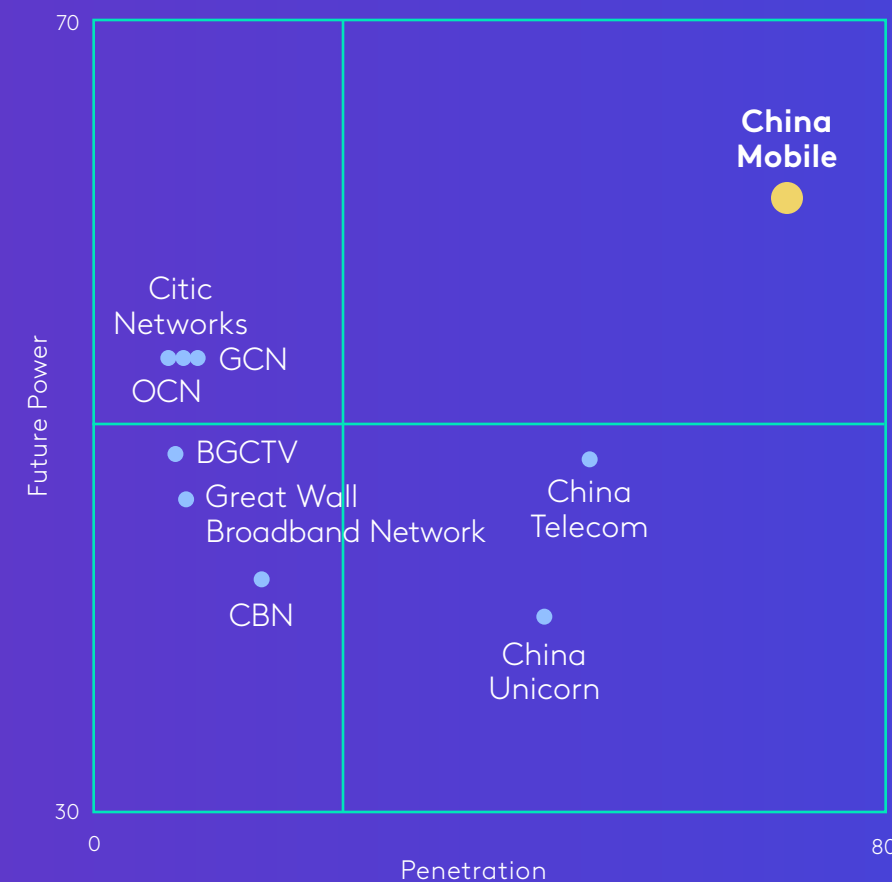 70
China
Mobile
Citic
Networks
GCN
OCN
Future Power
BGCTV
Great Wall
Broadband Network
China
Telecom
CBN
China
Unicorn
30
0
80
Penetration